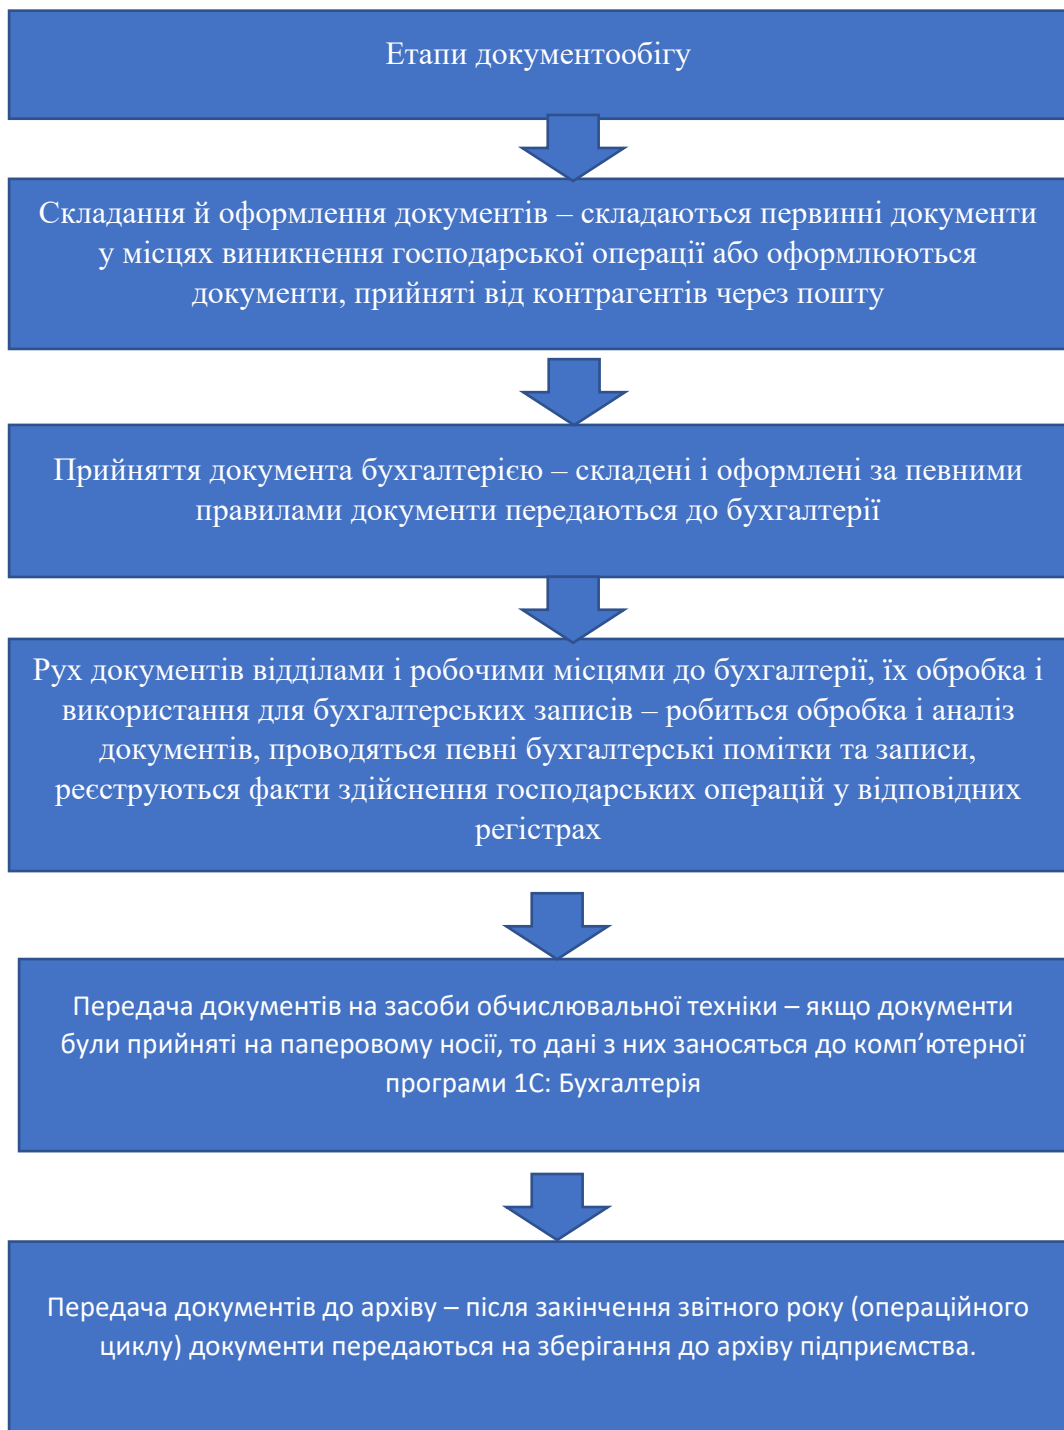 Етапи документообігу
Складання й оформлення документів – складаються первинні документи
у місцях виникнення господарської операції або оформлюються
документи, прийняті від контрагентів через пошту
Прийняття документа бухгалтерією – складені і оформлені за певними
правилами документи передаються до бухгалтерії
Рух документів відділами і робочими місцями до бухгалтерії, їх обробка і
використання для бухгалтерських записів – робиться обробка і аналіз
документів, проводяться певні бухгалтерські помітки та записи,
реєструються факти здійснення господарських операцій у відповідних
регістрах
Передача документів на засоби обчислювальної техніки – якщо документи
були прийняті на паперовому носії, то дані з них заносяться до комп’ютерної
програми 1С: Бухгалтерія
Передача документів до архіву – після закінчення звітного року (операційного
циклу) документи передаються на зберігання до архіву підприємства.